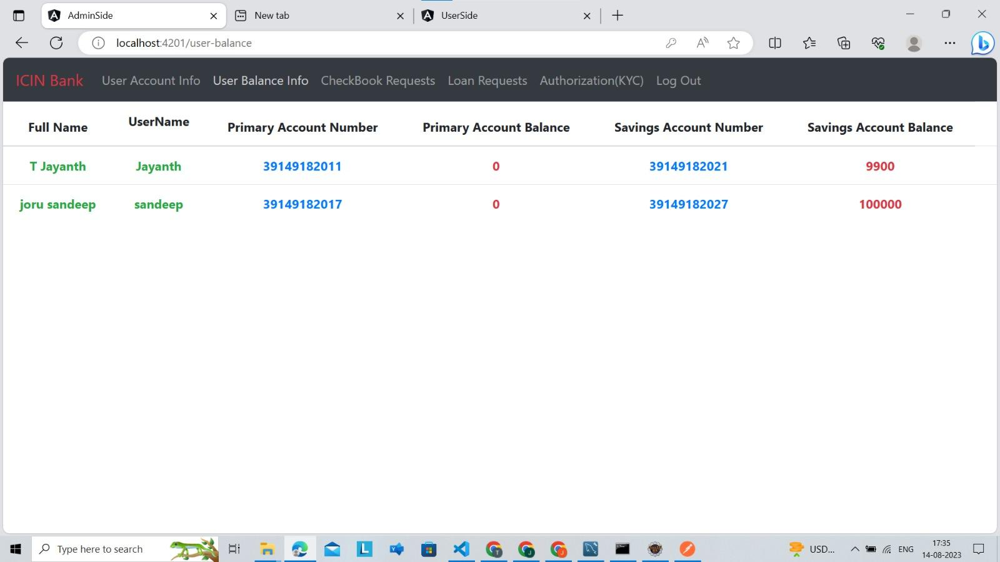 AdminSide
New tab
UserSide
localhost:4201/user-balance
ICIN Bank User Account Info User Balance Info CheckBook Requests Loan Requests Authorization(KYC) Log Out
Full Name UserName Primary Account Number Primary Account Balance Savings Account Number Savings Account Balance
T Jayanth Jayanth 39149182011 0 39149182021 9900
joru sandeep sandeep 39149182017 0 39149182027 100000
Type here to search
USD...
ENG
17:35
14-08-2023